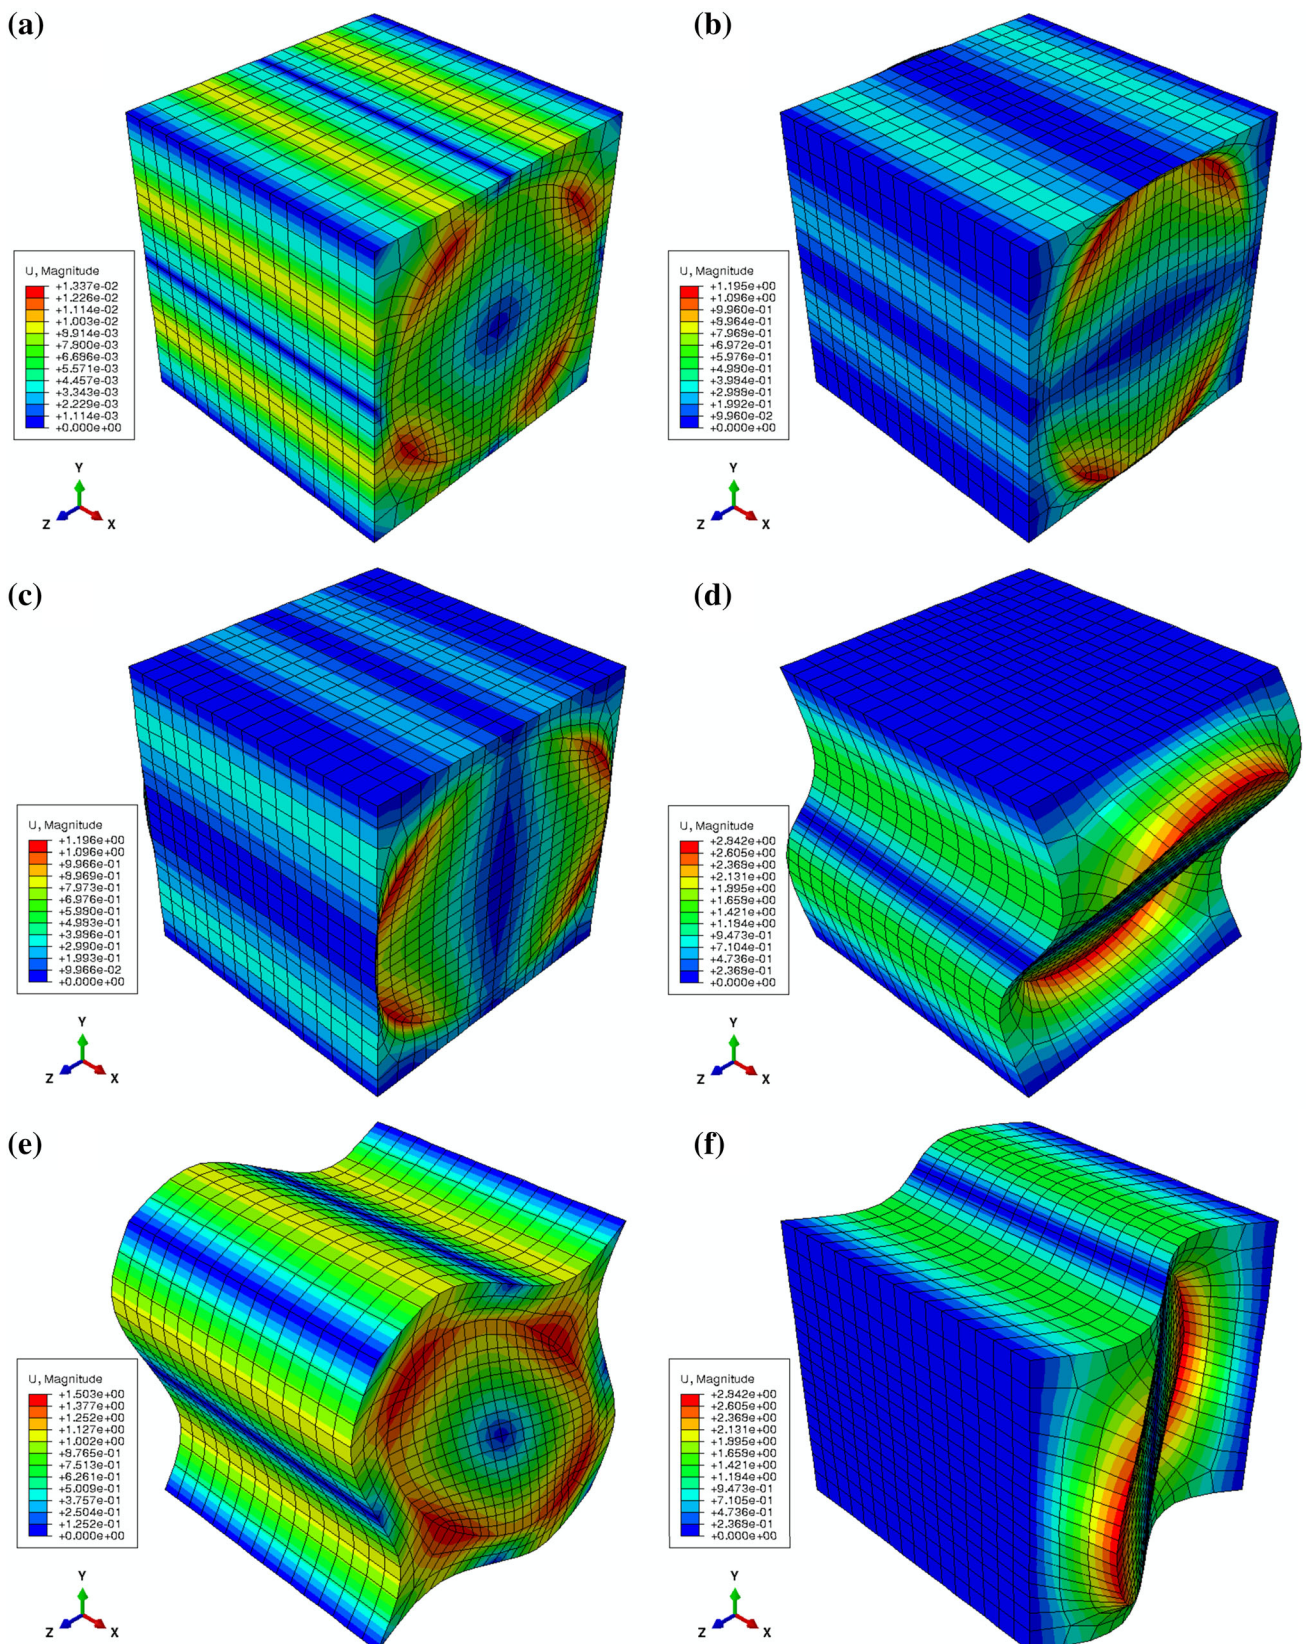 (a)
U, Magnitude
+1.337e-02
+1.226e-02
+1.114e-02
+1.003e-02
+8.914e-03
+7.800e-03
+6.686e-03
+5.571e-03
+4.457e-03
+3.343e-03
+2.229e-03
+1.114e-03
+0.000e+00
Y
Z X
(b)
U, Magnitude
+1.195e+00
+1.096e+00
+9.960e-01
+8.964e-01
+7.968e-01
+6.972e-01
+5.976e-01
+4.980e-01
+3.984e-01
+2.988e-01
+1.992e-01
+9.960e-02
+0.000e+00
Y
Z X
(c)
U, Magnitude
+1.196e+00
+1.096e+00
+9.966e-01
+8.969e-01
+7.973e-01
+6.976e-01
+5.980e-01
+4.983e-01
+3.986e-01
+2.990e-01
+1.993e-01
+9.966e-02
+0.000e+00
Y
Z X
(d)
U, Magnitude
+2.842e+00
+2.605e+00
+2.368e+00
+2.131e+00
+1.895e+00
+1.658e+00
+1.421e+00
+1.184e+00
+9.473e-01
+7.104e-01
+4.736e-01
+2.368e-01
+0.000e+00
Y
Z X
(e)
U, Magnitude
+1.503e+00
+1.377e+00
+1.252e+00
+1.127e+00
+1.002e+00
+8.765e-01
+7.513e-01
+6.261e-01
+5.009e-01
+3.757e-01
+2.504e-01
+1.252e-01
+0.000e+00
Y
Z X
(f)
U, Magnitude
+2.842e+00
+2.605e+00
+2.368e+00
+2.131e+00
+1.895e+00
+1.658e+00
+1.421e+00
+1.184e+00
+9.473e-01
+7.105e-01
+4.736e-01
+2.368e-01
+0.000e+00
Y
Z X